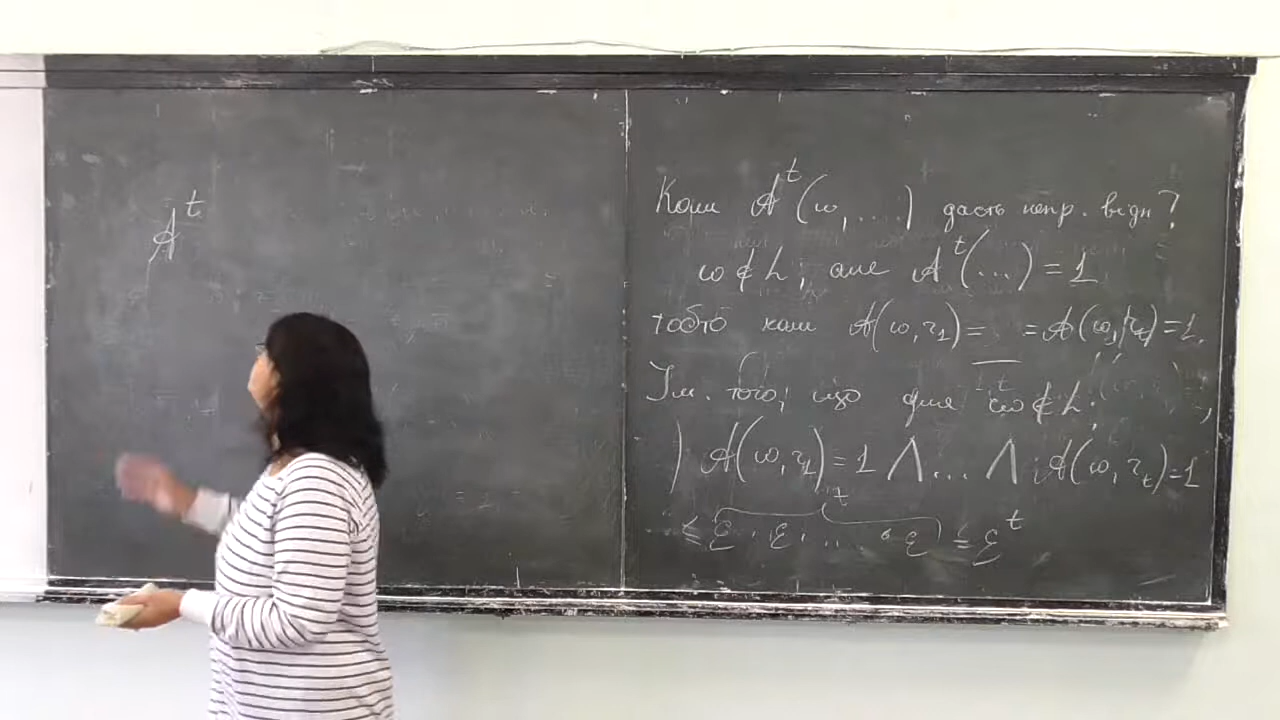 A^t
Коли A^t(ω, ....) дасть непр. відп?
ω ∉ L, але A^t(...) = 1
тобто коли A(ω, r_1) = ... = A(ω, r_t) = 1.
Ім. того, що для ω ∉ L:
A(ω, r_1) = 1 ∧ ... ∧ A(ω, r_t) = 1
t
≤ ε · ε · ... · ε ≤ ε^t